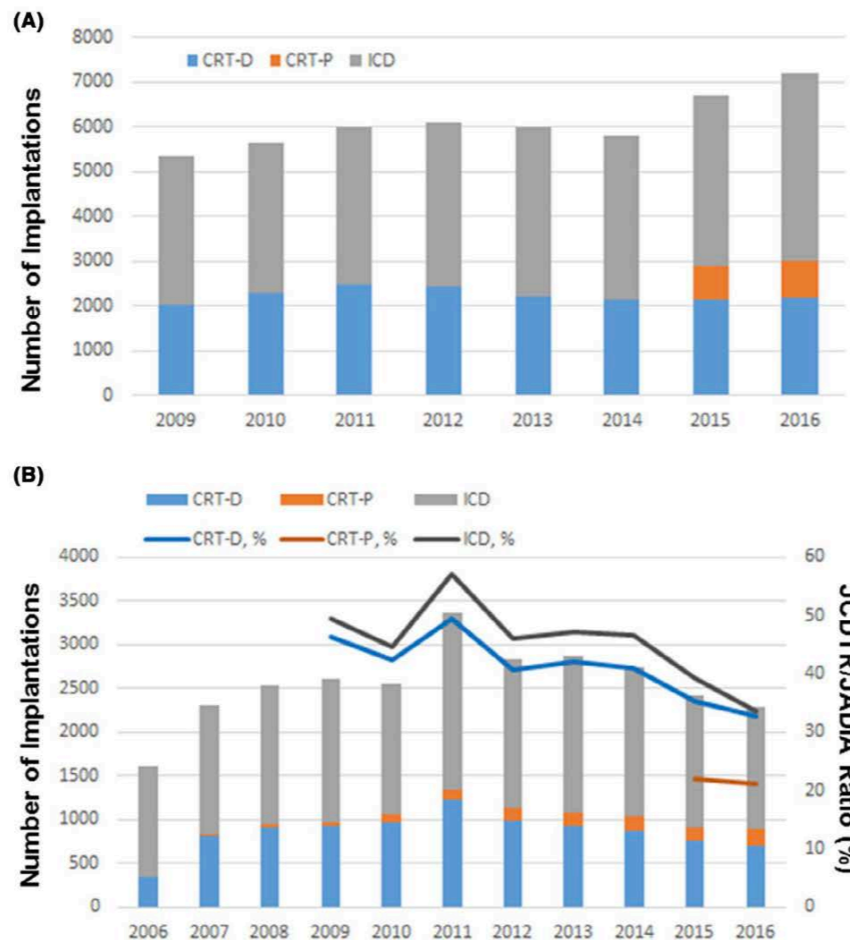 (A)
CRT-D CRT-P ICD
Number of Implantations
8000
7000
6000
5000
4000
3000
2000
1000
0
2009 2010 2011 2012 2013 2014 2015 2016
(B)
CRT-D CRT-P ICD
CRT-D, % CRT-P, % ICD, %
Number of Implantations
4000 60
3500 50
3000
2500 40
2000 30
1500 20
1000
500 10
0 0
JCDTR/JADIA Ratio (%)
2006 2007 2008 2009 2010 2011 2012 2013 2014 2015 2016